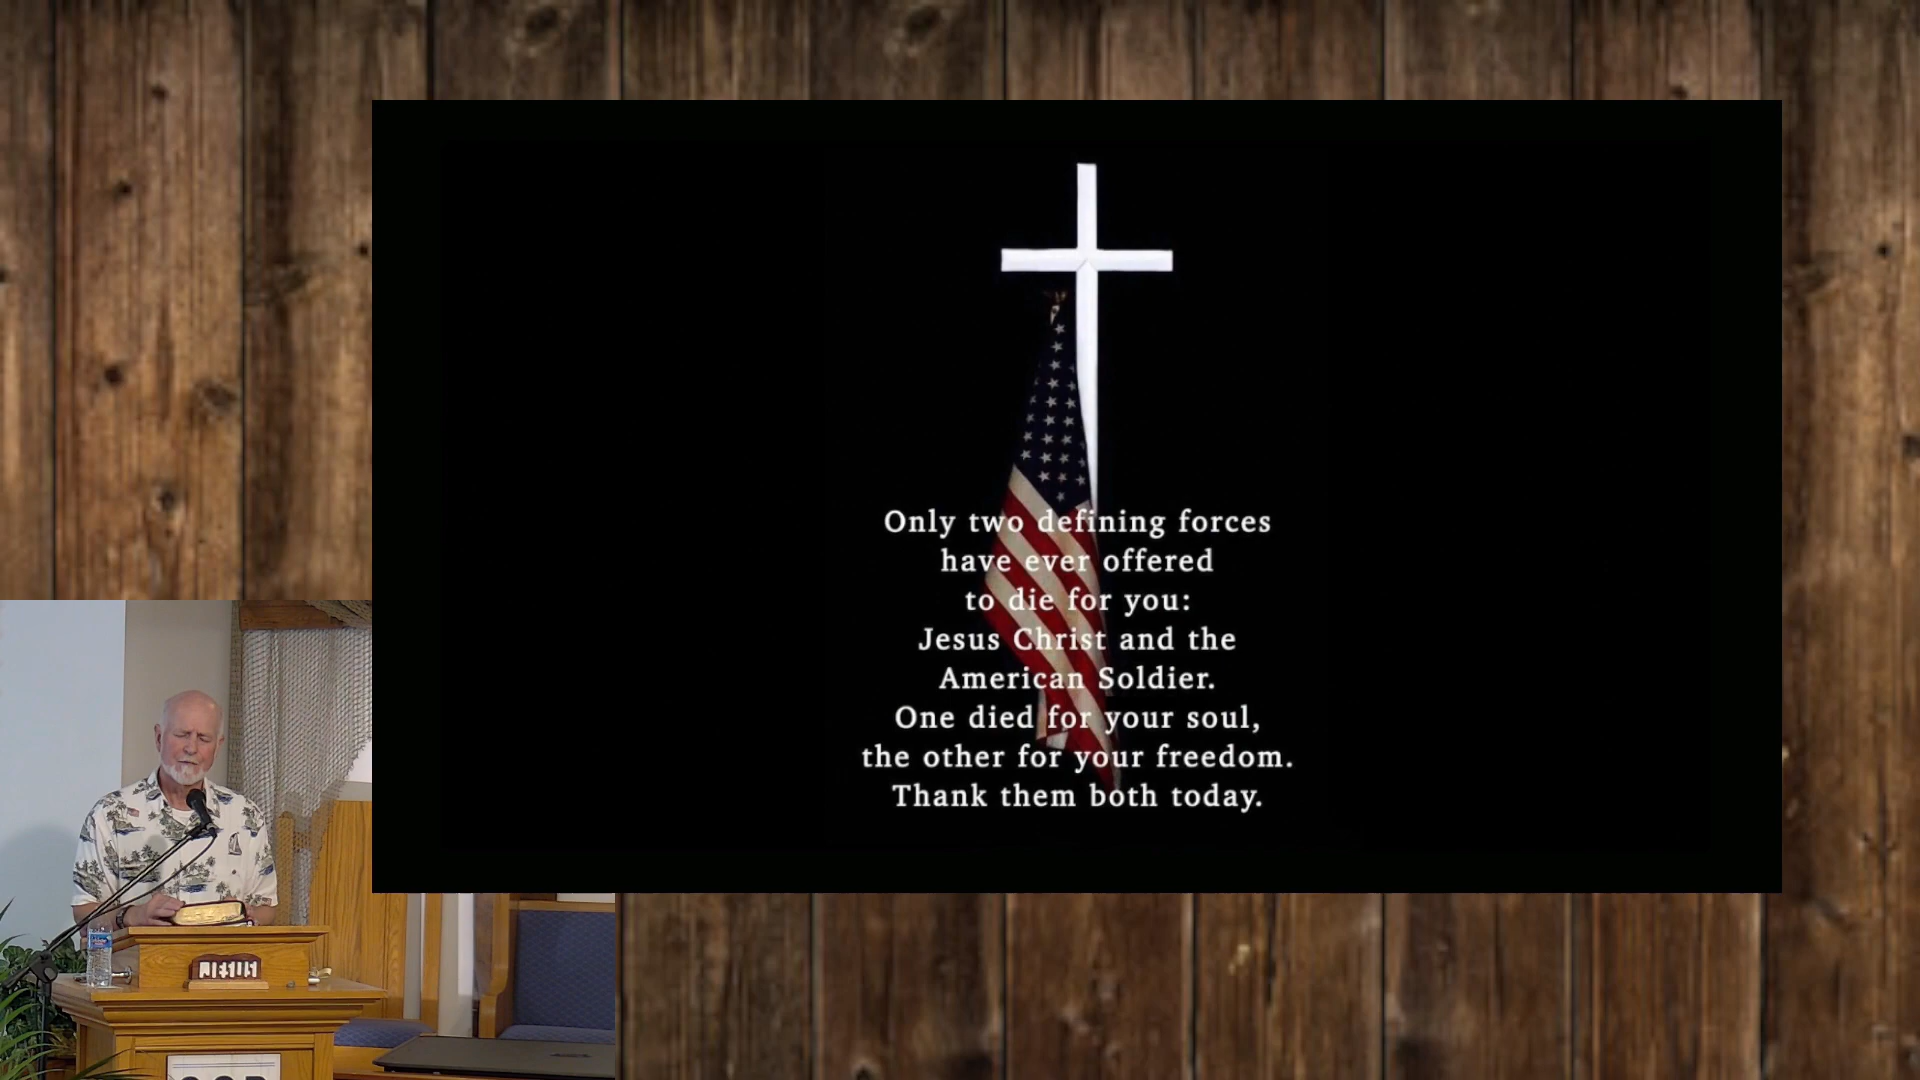 Only two defining forces
have ever offered
to die for you:
Jesus Christ and the
American Soldier.
One died for your soul,
the other for your freedom.
Thank them both today.